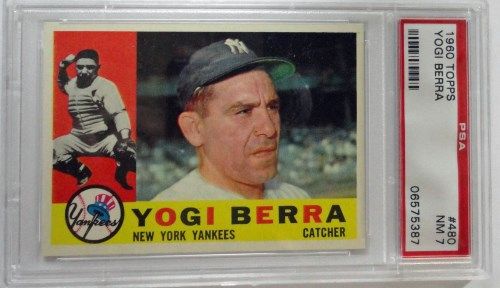 YOGI BERRA
NEW YORK YANKEES CATCHER
Yankees
1960 TOPPS
YOGI BERRA
PSA
#480
NM 7
06575387